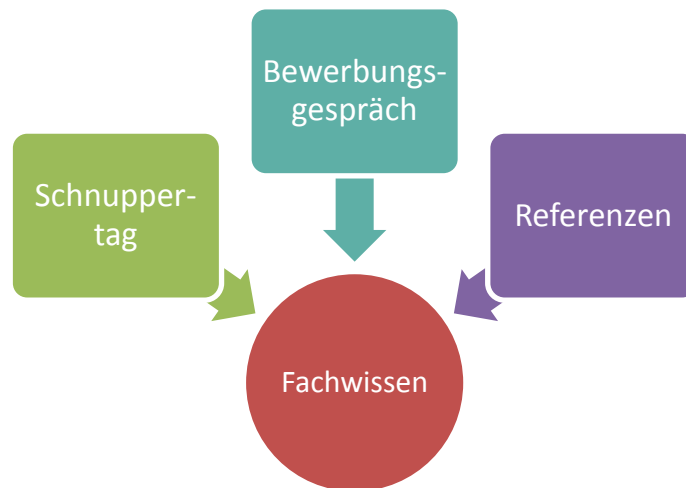 Bewerbungs-
gespräch
Schnupper-
tag
Referenzen
Fachwissen